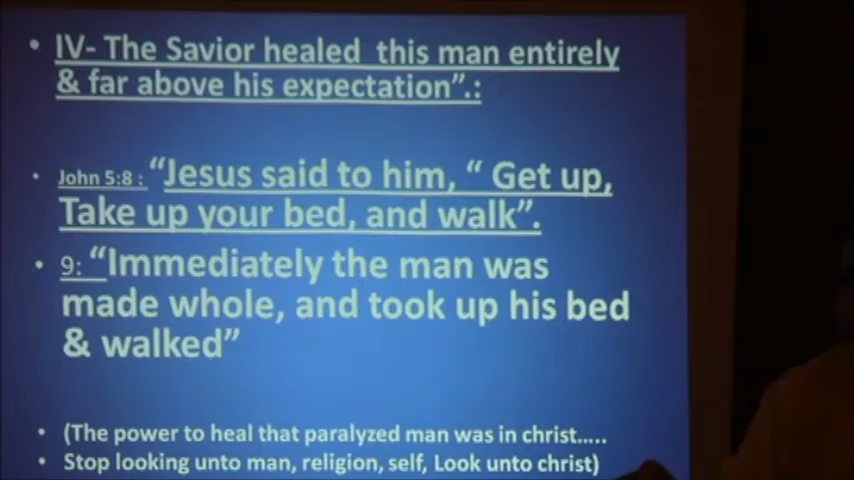 • IV- The Savior healed  this man entirely
& far above his expectation”.:
• John 5:8 : “Jesus said to him, “ Get up,
Take up your bed, and walk”.
• 9: “Immediately the man was
made whole, and took up his bed
& walked”
• (The power to heal that paralyzed man was in christ…..
• Stop looking unto man, religion, self, Look unto christ)